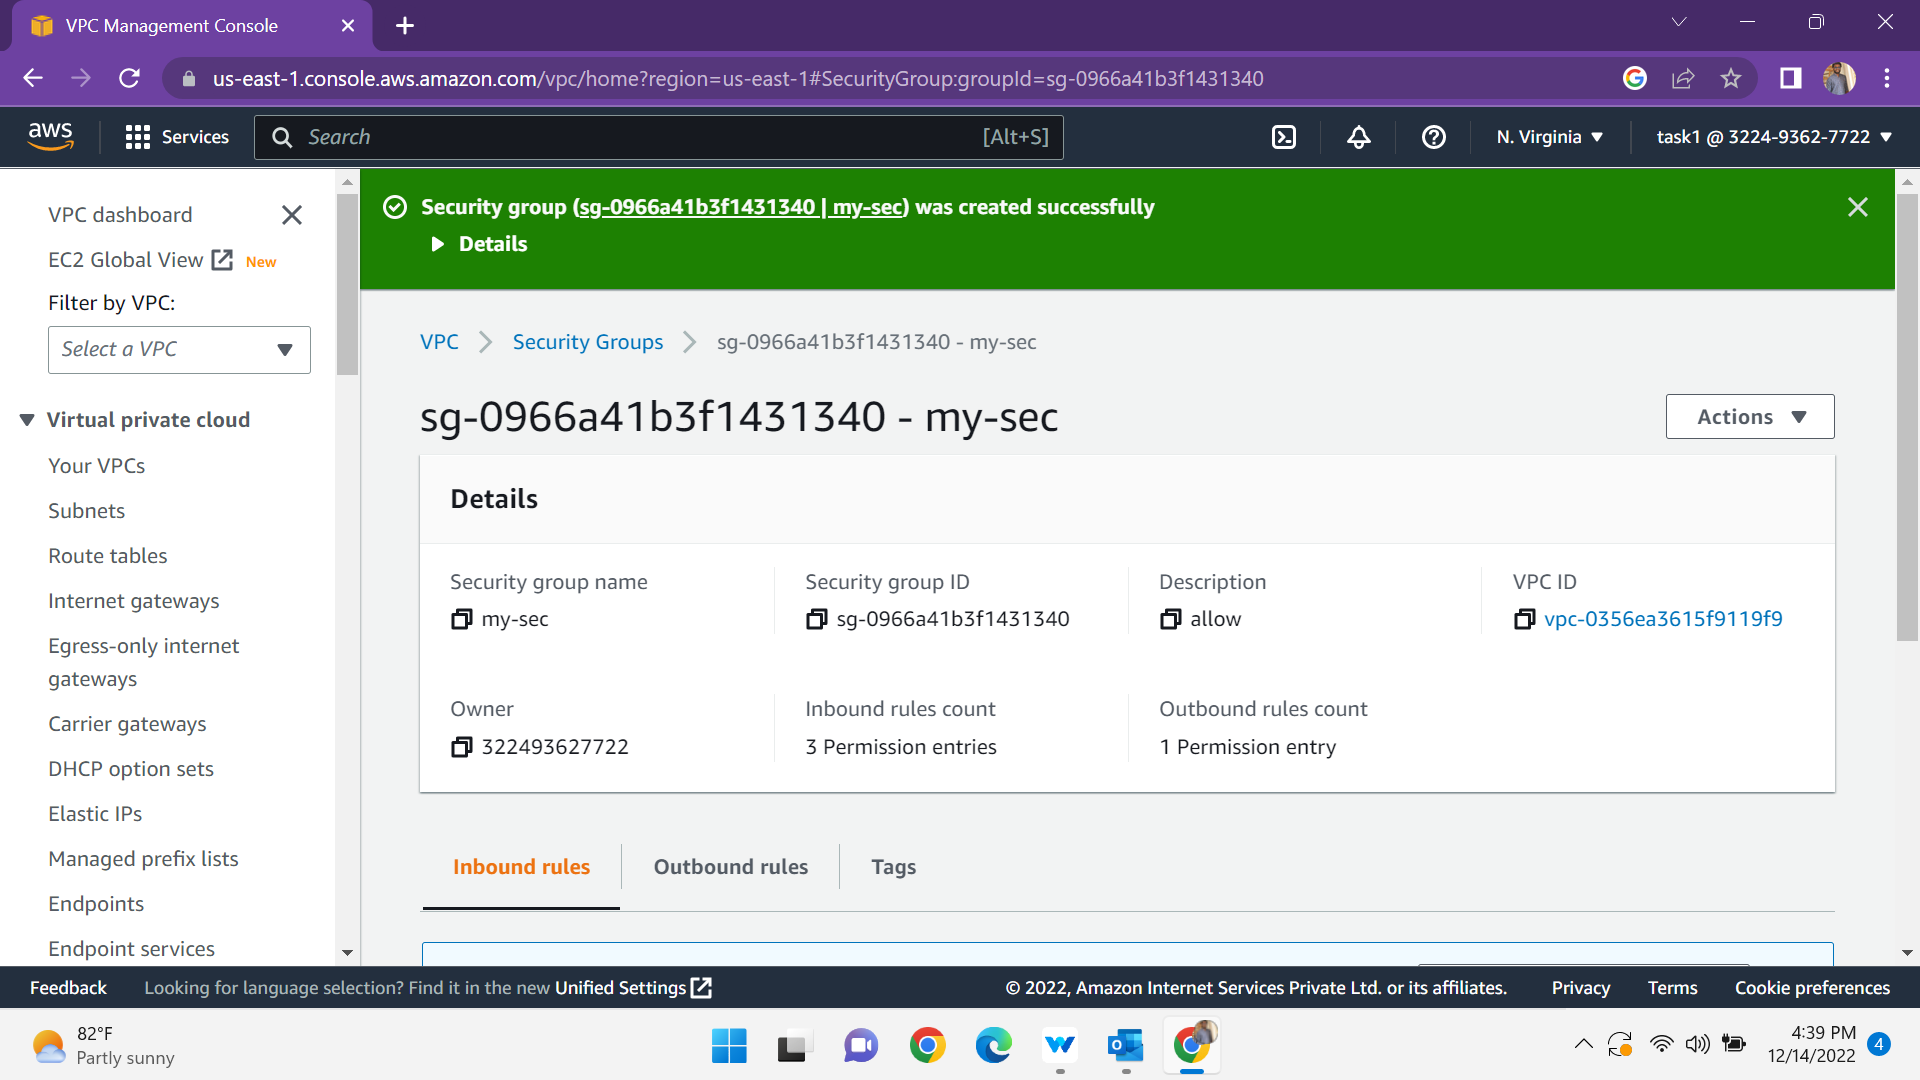 VPC Management Console
us-east-1.console.aws.amazon.com/vpc/home?region=us-east-1#SecurityGroup:groupId=sg-0966a41b3f1431340
aws
Services
Search
[Alt+S]
N. Virginia
task1 @ 3224-9362-7722
VPC dashboard
EC2 Global View
New
Filter by VPC:
Select a VPC
Virtual private cloud
Your VPCs
Subnets
Route tables
Internet gateways
Egress-only internet
gateways
Carrier gateways
DHCP option sets
Elastic IPs
Managed prefix lists
Endpoints
Endpoint services
Security group (sg-0966a41b3f1431340 | my-sec) was created successfully
Details
VPC
Security Groups
sg-0966a41b3f1431340 - my-sec
sg-0966a41b3f1431340 - my-sec
Actions
Details
Security group name
my-sec
Security group ID
sg-0966a41b3f1431340
Description
allow
VPC ID
vpc-0356ea3615f9119f9
Owner
322493627722
Inbound rules count
3 Permission entries
Outbound rules count
1 Permission entry
Inbound rules
Outbound rules
Tags
Feedback
Looking for language selection? Find it in the new Unified Settings
© 2022, Amazon Internet Services Private Ltd. or its affiliates.
Privacy
Terms
Cookie preferences
82°F
Partly sunny
4:39 PM
12/14/2022
4